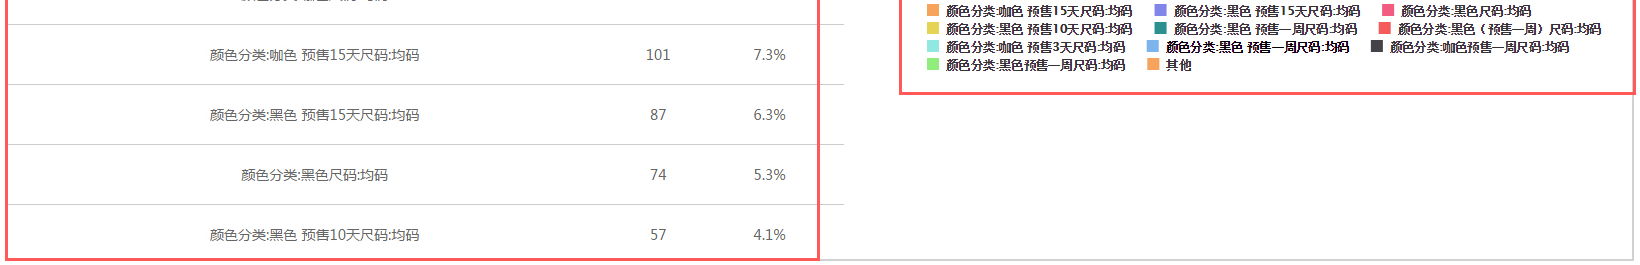 颜色分类:咖色 预售15天尺码:均码 101 7.3%
颜色分类:黑色 预售15天尺码:均码 87 6.3%
颜色分类:黑色尺码:均码 74 5.3%
颜色分类:黑色 预售10天尺码:均码 57 4.1%
颜色分类:咖色 预售15天尺码:均码 颜色分类:黑色 预售15天尺码:均码 颜色分类:黑色尺码:均码
颜色分类:黑色 预售10天尺码:均码 颜色分类:黑色 预售一周尺码:均码 颜色分类:黑色（预售一周）尺码:均码
颜色分类:咖色 预售3天尺码:均码 颜色分类:黑色 预售一周尺码:均码 颜色分类:咖色预售一周尺码:均码
颜色分类:黑色预售一周尺码:均码 其他